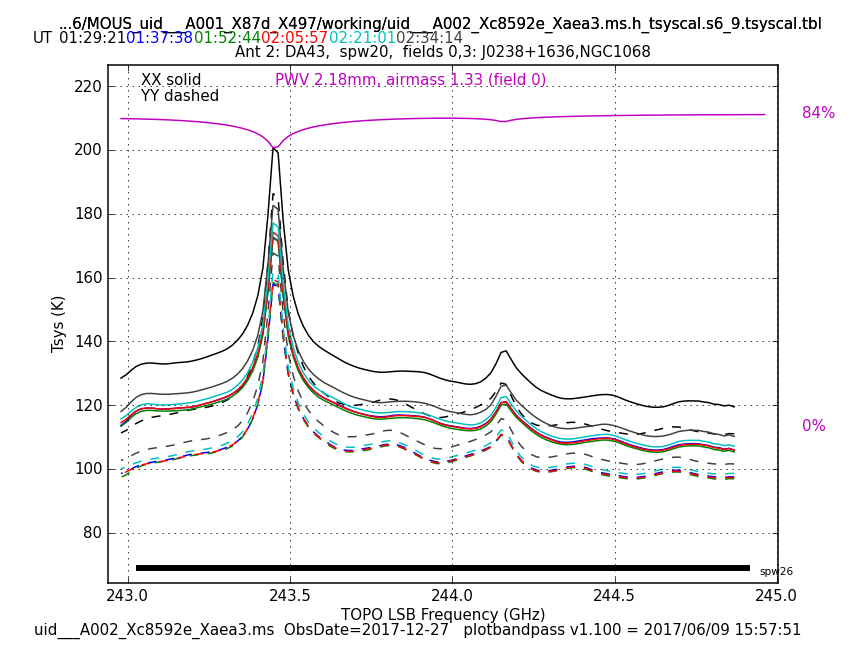 ...6/MOUS_uid___A001_X87d_X497/working/uid___A002_Xc8592e_Xaea3.ms.h_tsyscal.s6_9.tsyscal.tbl
UT 01:29:21 01:37:38 01:52:44 02:05:57 02:21:01 02:34:14
Ant 2: DA43, spw20, fields 0,3: J0238+1636,NGC1068
XX solid PWV 2.18mm, airmass 1.33 (field 0)
YY dashed
84%
0%
220
200
180
160
140
120
100
80
Tsys (K)
spw26
243.0 243.5 244.0 244.5 245.0
TOPO LSB Frequency (GHz)
uid___A002_Xc8592e_Xaea3.ms ObsDate=2017-12-27 plotbandpass v1.100 = 2017/06/09 15:57:51